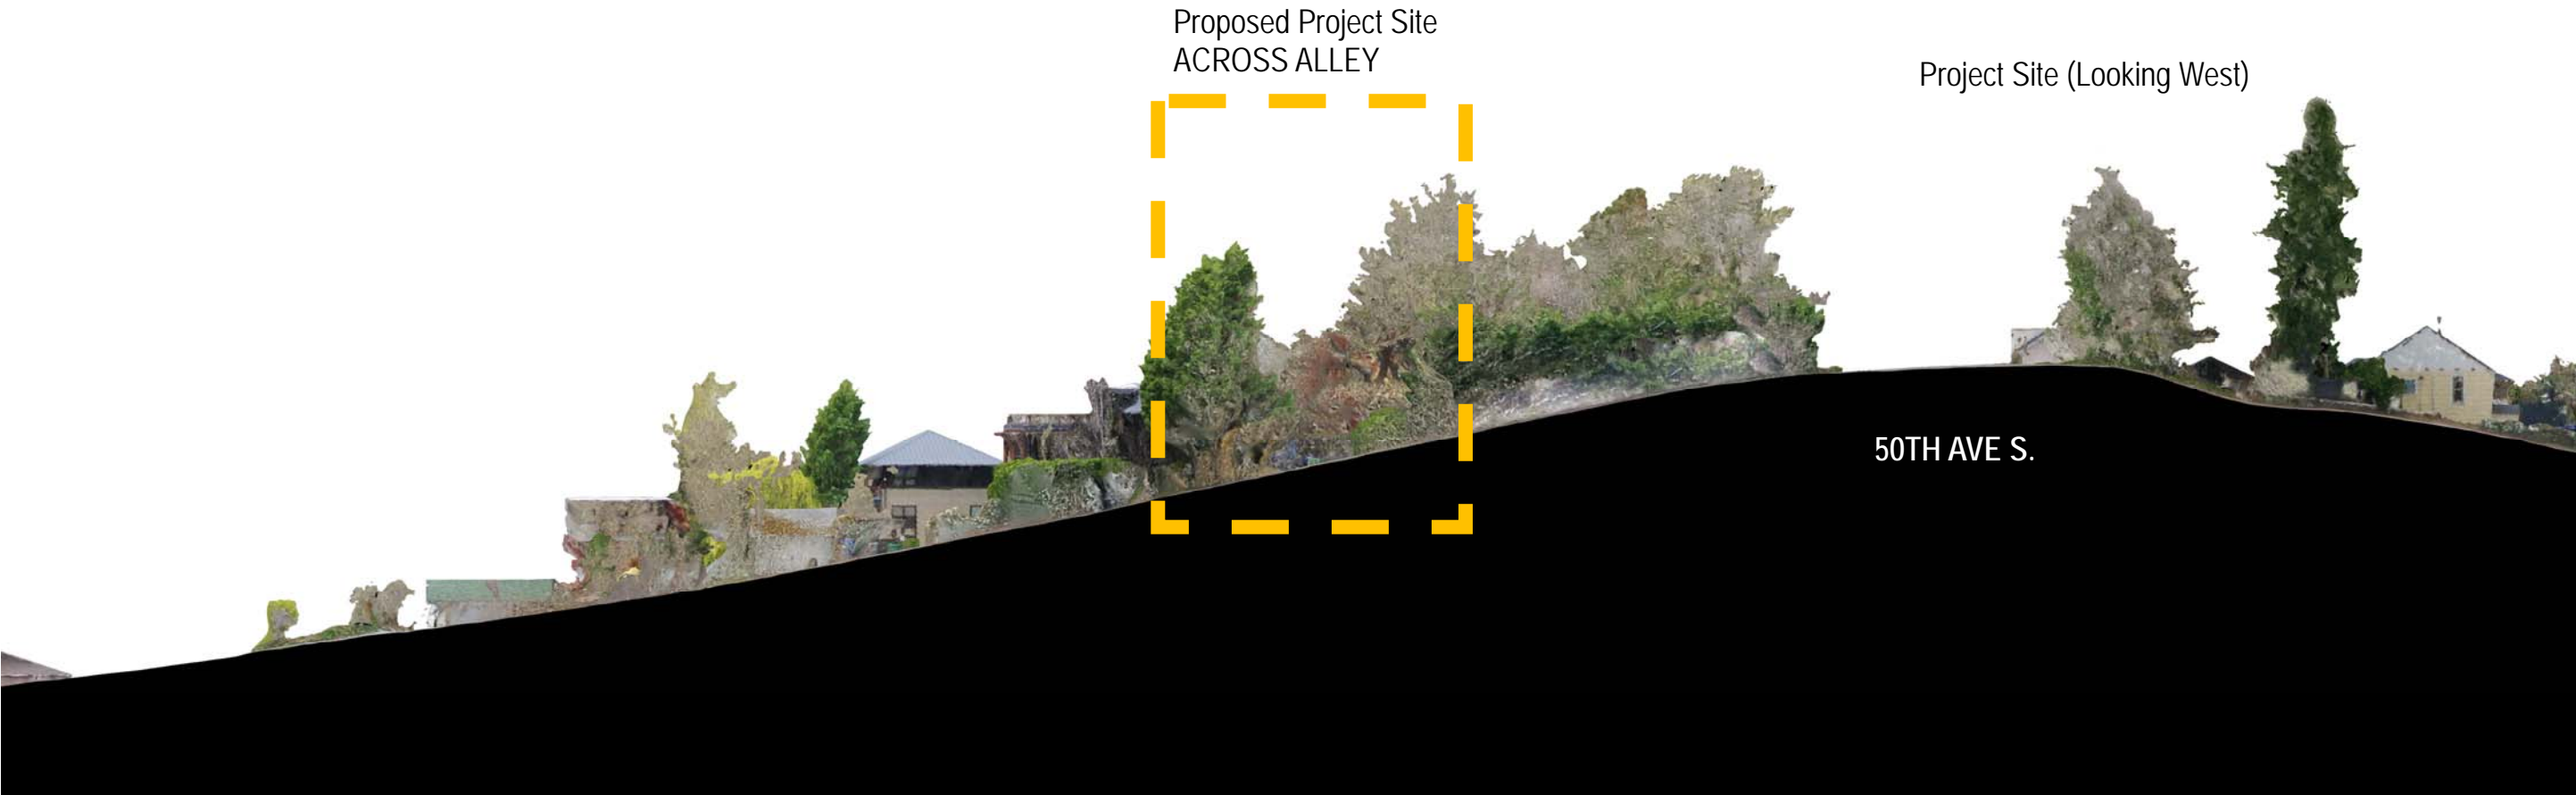 Proposed Project Site
ACROSS ALLEY
Project Site (Looking West)
50TH AVE S.